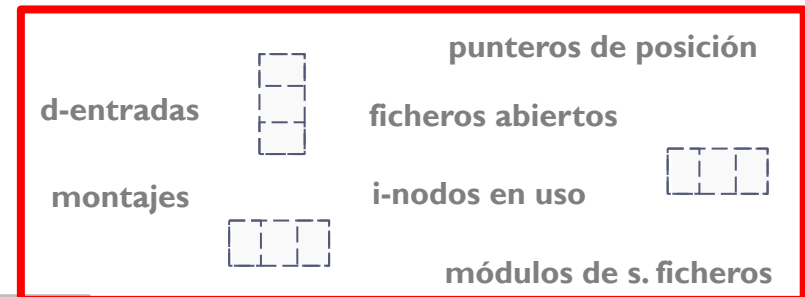 punteros de posición
d-entradas
ficheros abiertos
montajes
i-nodos en uso
módulos de s. ficheros